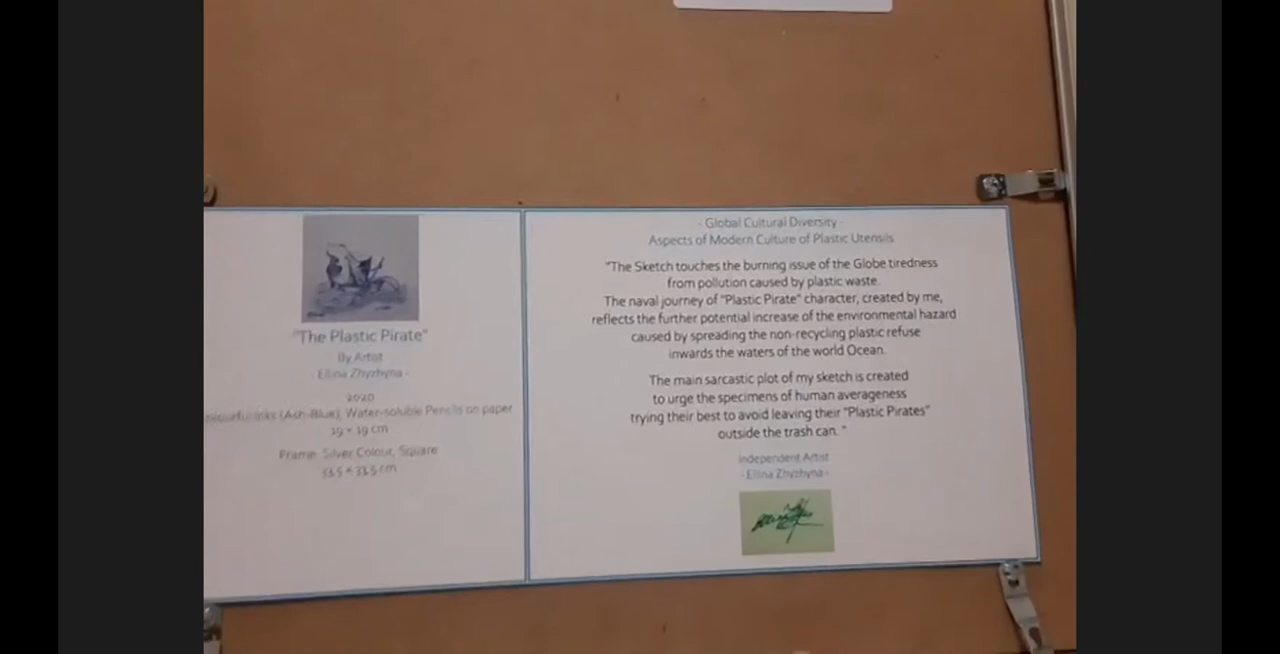 "The Plastic Pirate"
By Artist
- Ellina Zhyzhyna -
2020
Inks (Ash-Blue), Water-soluble Pencils on paper
19 × 19 cm
Frame: Silver Colour, Square
33.5 × 33.5 cm
- Global Cultural Diversity -
Aspects of Modern Culture of Plastic Utensils
"The Sketch touches the burning issue of the Globe tiredness
from pollution caused by plastic waste.
The naval journey of "Plastic Pirate" character, created by me,
reflects the further potential increase of the environmental hazard
caused by spreading the non-recycling plastic refuse
inwards the waters of the world Ocean.
The main sarcastic plot of my sketch is created
to urge the specimens of human averageness
trying their best to avoid leaving their "Plastic Pirates"
outside the trash can. "
Independent Artist
- Ellina Zhyzhyna -